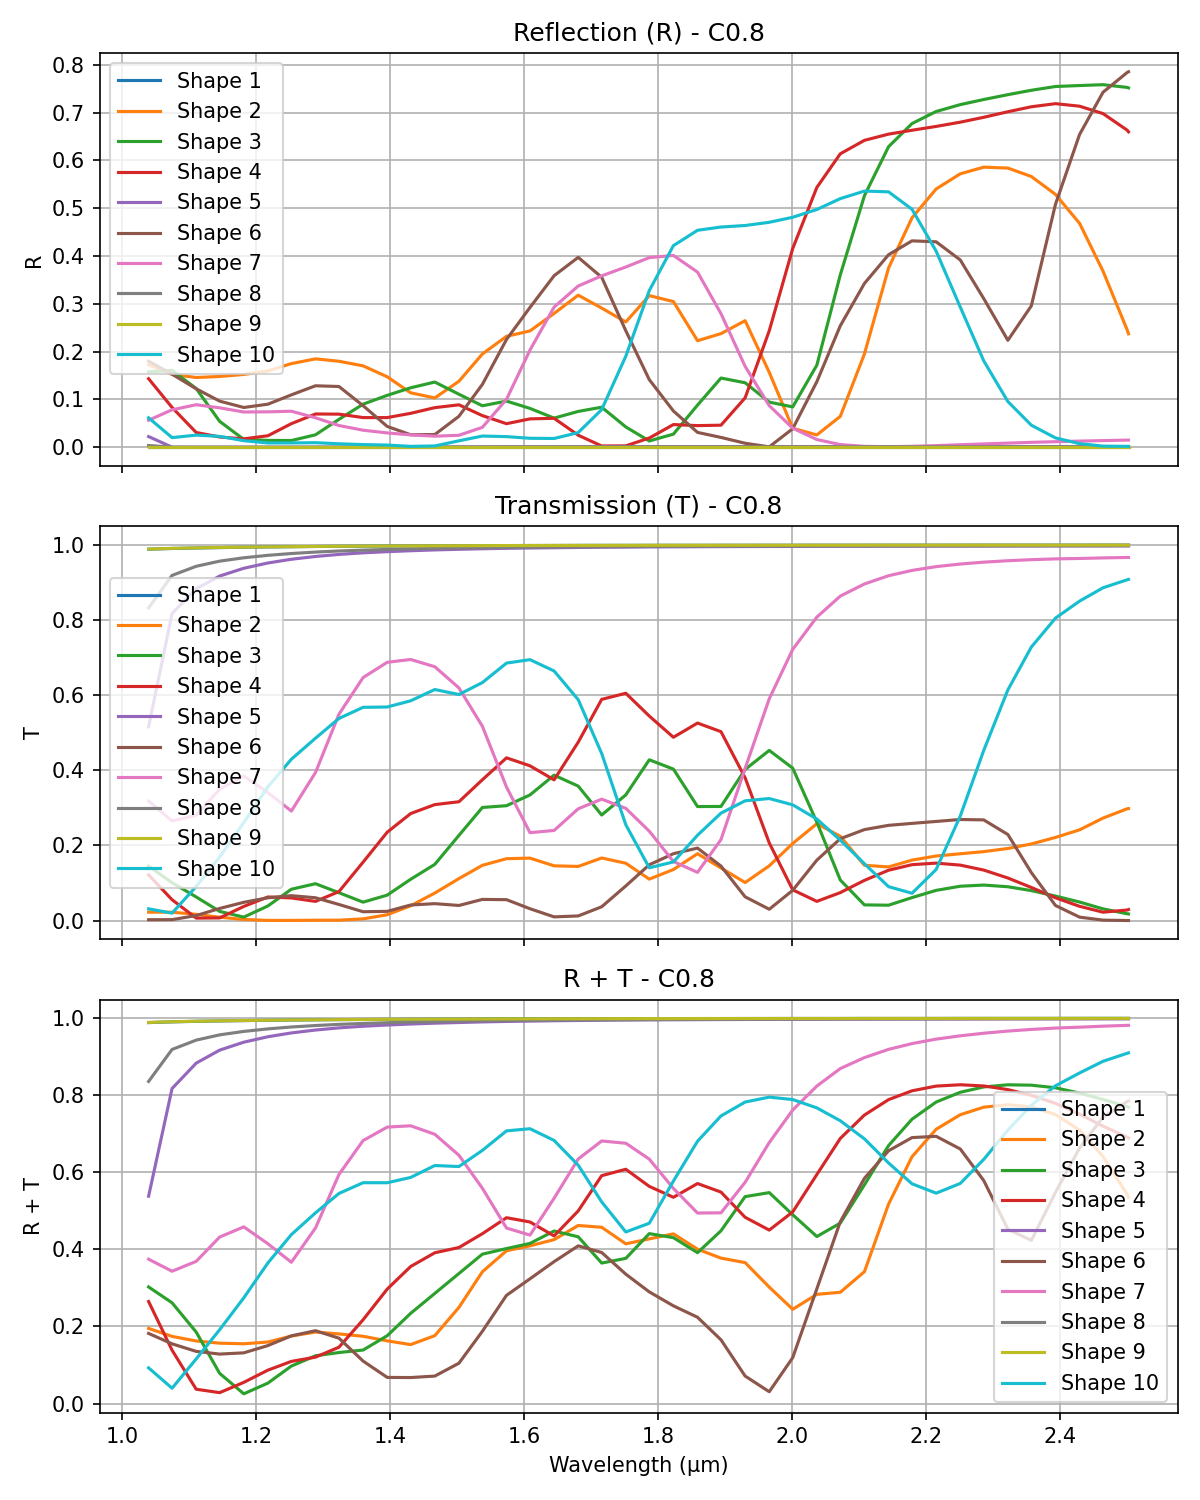 Reflection (R) - C0.8
0.8
0.7
0.6
0.5
0.4
0.3
0.2
0.1
0.0
R
Shape 1
Shape 2
Shape 3
Shape 4
Shape 5
Shape 6
Shape 7
Shape 8
Shape 9
Shape 10
Transmission (T) - C0.8
1.0
0.8
0.6
0.4
0.2
0.0
T
Shape 1
Shape 2
Shape 3
Shape 4
Shape 5
Shape 6
Shape 7
Shape 8
Shape 9
Shape 10
R + T - C0.8
1.0
0.8
0.6
0.4
0.2
0.0
R + T
Shape 1
Shape 2
Shape 3
Shape 4
Shape 5
Shape 6
Shape 7
Shape 8
Shape 9
Shape 10
1.0 1.2 1.4 1.6 1.8 2.0 2.2 2.4
Wavelength (μm)